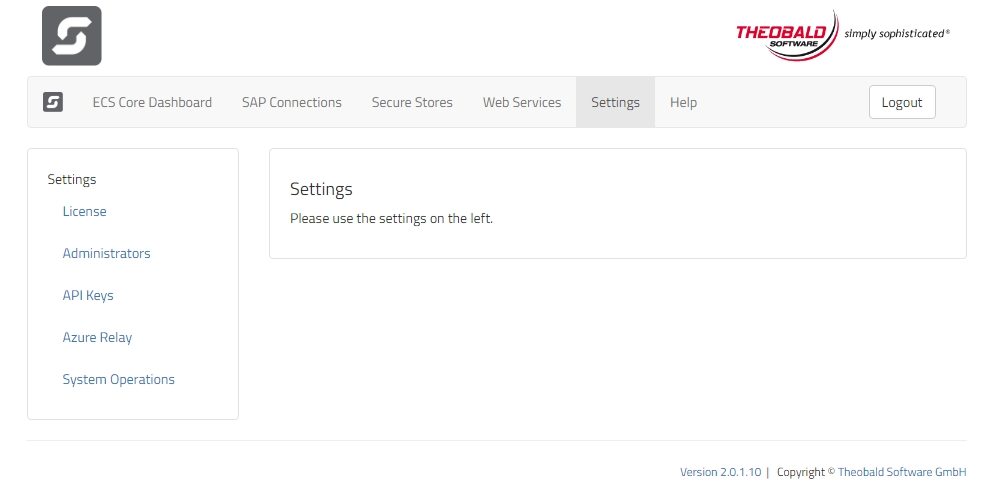 THEOBALD
SOFTWARE
simply sophisticated®
ECS Core Dashboard SAP Connections Secure Stores Web Services Settings Help Logout
Settings
License
Administrators
API Keys
Azure Relay
System Operations
Settings
Please use the settings on the left.
Version 2.0.1.10 | Copyright © Theobald Software GmbH